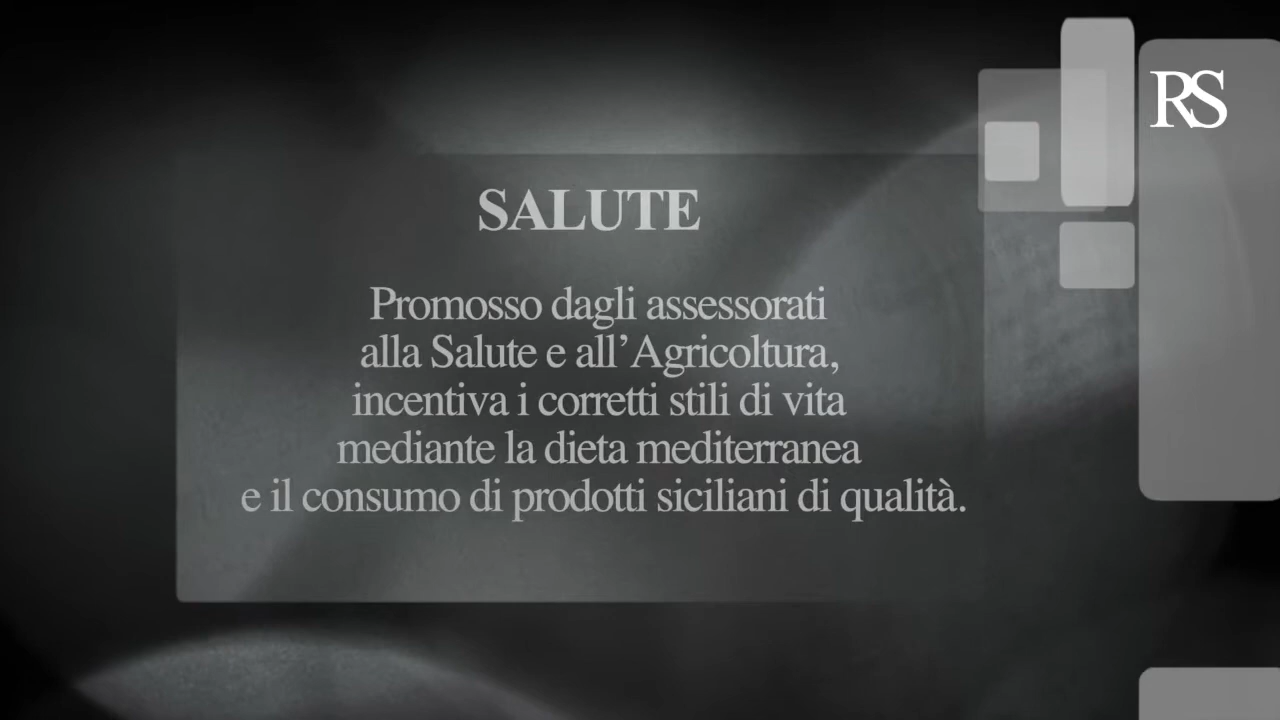 RS
SALUTE
Promosso dagli assessorati
alla Salute e all’Agricoltura,
incentiva i corretti stili di vita
mediante la dieta mediterranea
e il consumo di prodotti siciliani di qualità.